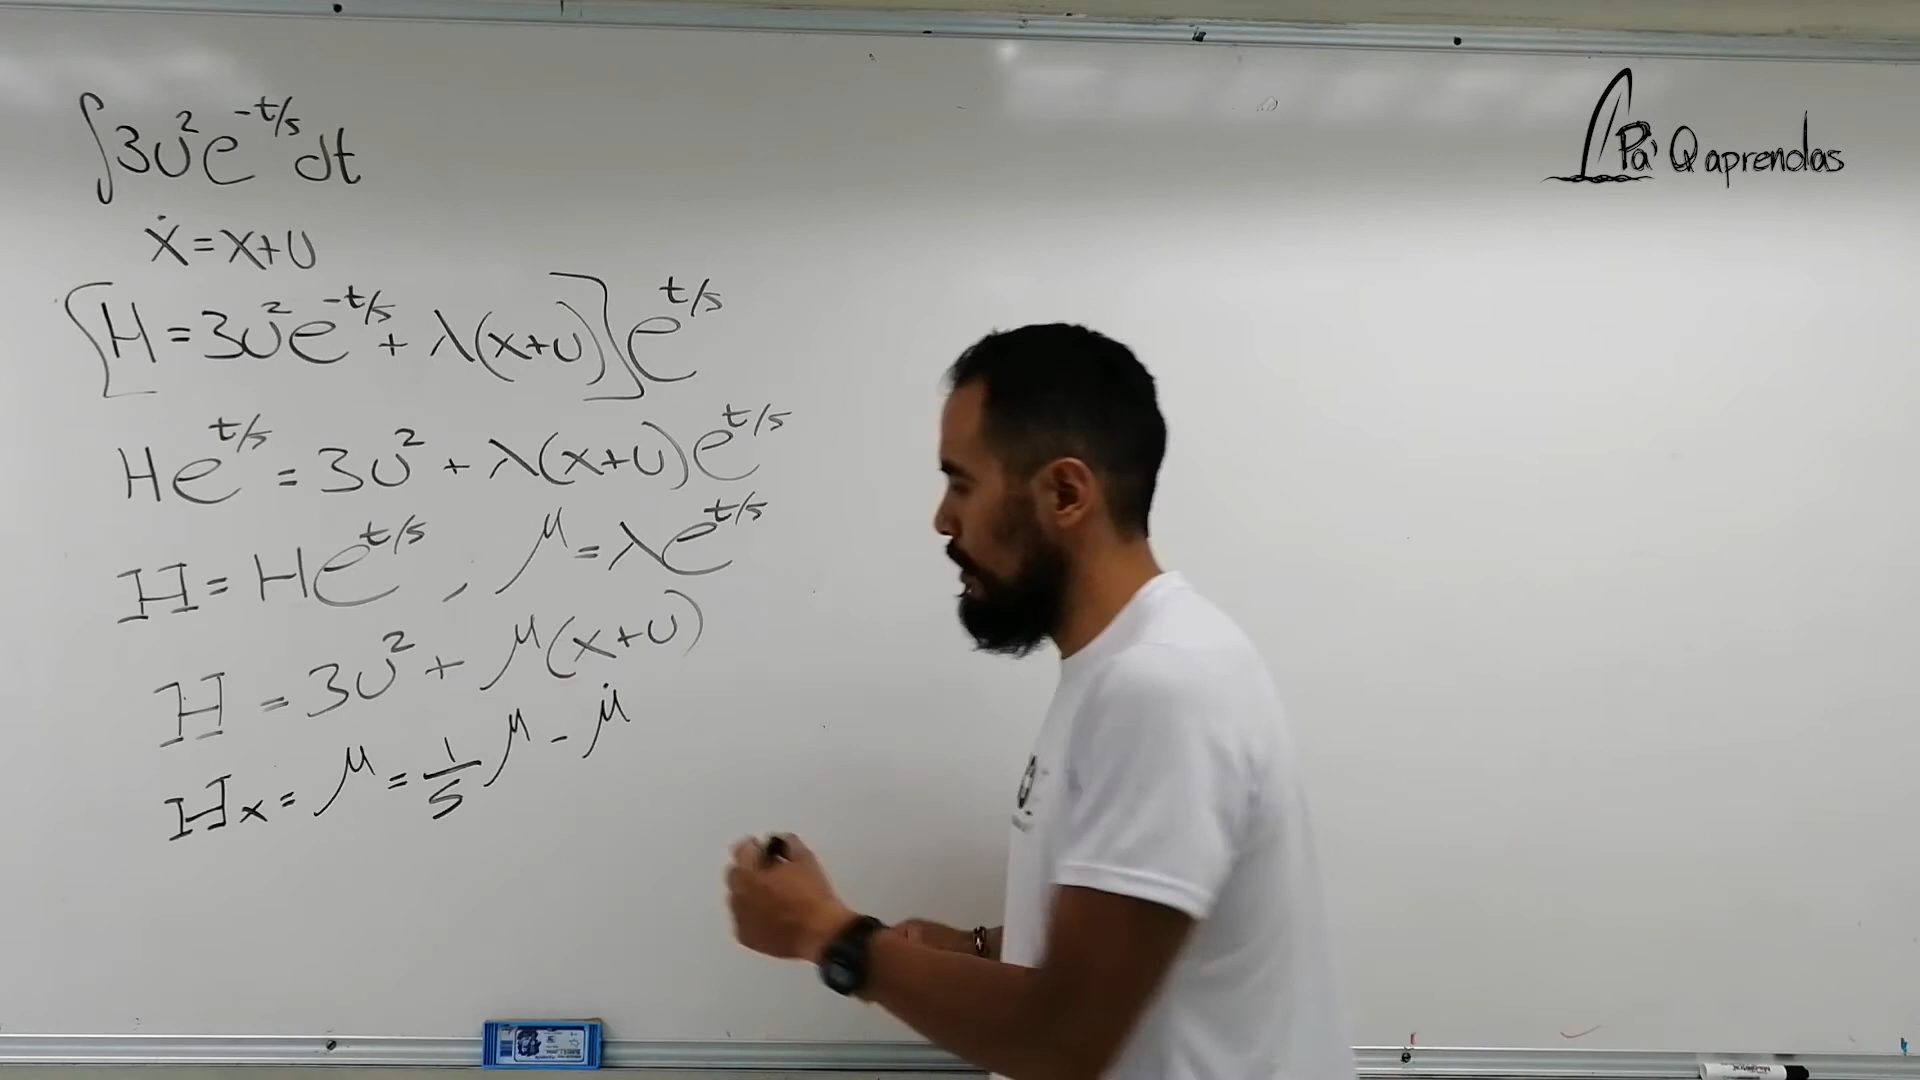 ∫3u²e^(-t/5) dt
Pa' Q aprendas
ẋ = x+u
[H = 3u²e^(-t/5) + λ(x+u)]e^(t/5)
He^(t/5) = 3u² + λ(x+u)e^(t/5)
ℍ = He^(t/5) , μ = λe^(t/5)
ℍ = 3u² + μ(x+u)
ℍx = μ = 1/5 μ - μ̇